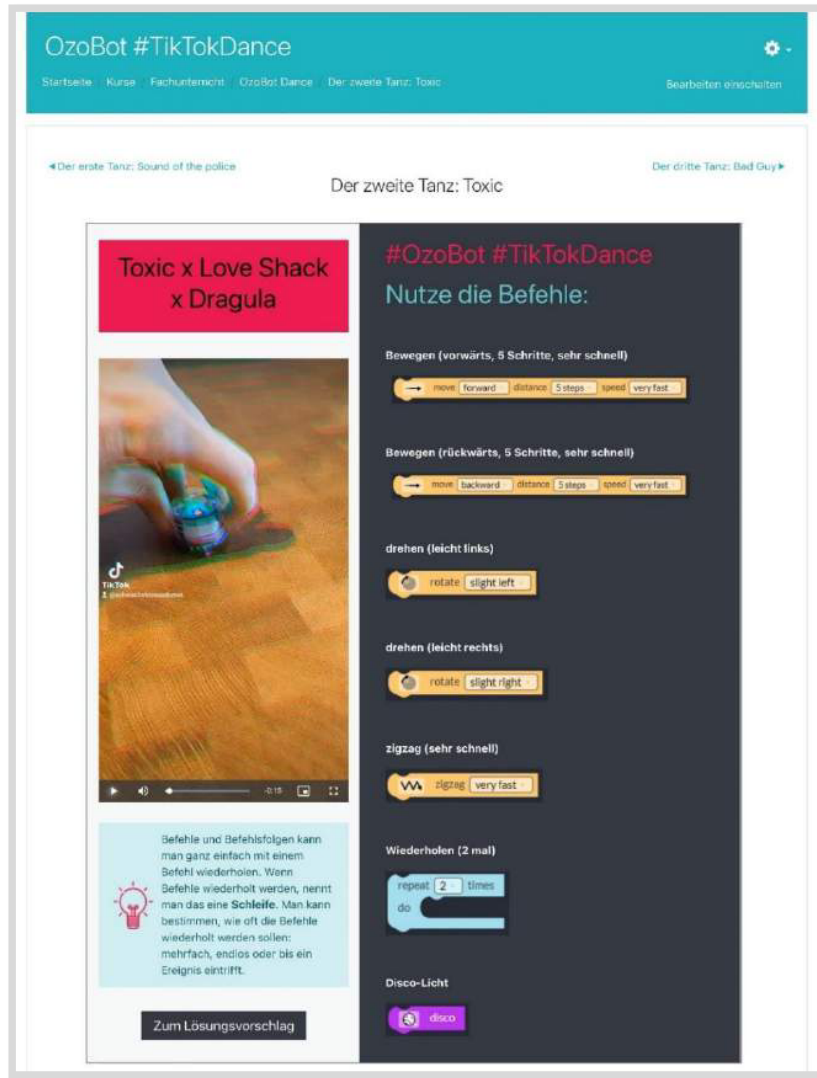 OzoBot #TikTokDance
Startseite / Kurse / Fachunterricht / OzoBot Dance / Der zweite Tanz: Toxic
Bearbeiten einschalten
◄Der erste Tanz: Sound of the police
Der dritte Tanz: Bad Guy►
Der zweite Tanz: Toxic
Toxic x Love Shack
x Dragula
TikTok
-0:15
Befehle und Befehlsfolgen kann
man ganz einfach mit einem
Befehl wiederholen. Wenn
Befehle wiederholt werden, nennt
man das eine Schleife. Man kann
bestimmen, wie oft die Befehle
wiederholt werden sollen:
mehrfach, endlos oder bis ein
Ereignis eintrifft.
Zum Lösungsvorschlag
#OzoBot #TikTokDance
Nutze die Befehle:
Bewegen (vorwärts, 5 Schritte, sehr schnell)
move forward distance 5 steps speed very fast
Bewegen (rückwärts, 5 Schritte, sehr schnell)
move backward distance 5 steps speed very fast
drehen (leicht links)
rotate slight left
drehen (leicht rechts)
rotate slight right
zigzag (sehr schnell)
zigzag very fast
Wiederholen (2 mal)
repeat 2 times
do
Disco-Licht
disco